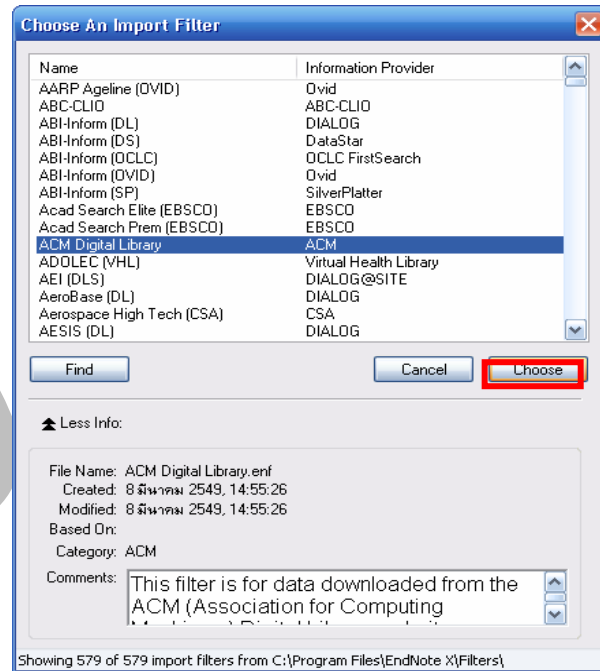 Choose An Import Filter
Name Information Provider
AARP Ageline (OVID) Ovid
ABC-CLIO ABC-CLIO
ABI-Inform (DL) DIALOG
ABI-Inform (DS) DataStar
ABI-Inform (OCLC) OCLC FirstSearch
ABI-Inform (OVID) Ovid
ABI-Inform (SP) SilverPlatter
Acad Search Elite (EBSCO) EBSCO
Acad Search Prem (EBSCO) EBSCO
ACM Digital Library ACM
ADOLEC (VHL) Virtual Health Library
AEI (DLS) DIALOG@SITE
AeroBase (DL) DIALOG
Aerospace High Tech (CSA) CSA
AESIS (DL) DIALOG
Find Cancel Choose
Less Info:
File Name: ACM Digital Library.enf
Created: 8 มีนาคม 2549, 14:55:26
Modified: 8 มีนาคม 2549, 14:55:26
Based On:
Category: ACM
Comments: This filter is for data downloaded from the
ACM (Association for Computing
Showing 579 of 579 import filters from C:\Program Files\EndNote X\Filters\